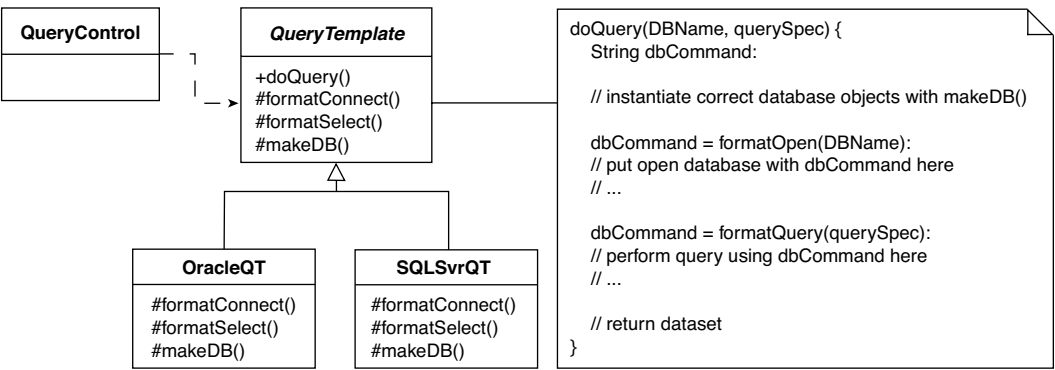 QueryControl
QueryTemplate
+doQuery()
#formatConnect()
#formatSelect()
#makeDB()
OracleQT
#formatConnect()
#formatSelect()
#makeDB()
SQLSvrQT
#formatConnect()
#formatSelect()
#makeDB()
doQuery(DBName, querySpec) {
String dbCommand:
// instantiate correct database objects with makeDB()
dbCommand = formatOpen(DBName):
// put open database with dbCommand here
// ...
dbCommand = formatQuery(querySpec):
// perform query using dbCommand here
// ...
// return dataset
}